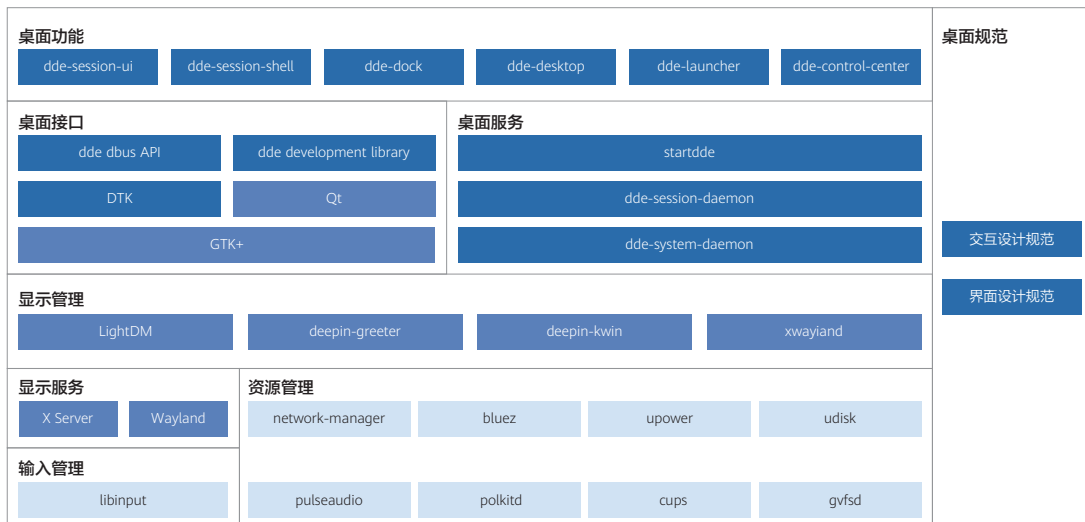 桌面功能
dde-session-ui
dde-session-shell
dde-dock
dde-desktop
dde-launcher
dde-control-center
桌面接口
dde dbus API
dde development library
DTK
Qt
GTK+
桌面服务
startdde
dde-session-daemon
dde-system-daemon
显示管理
LightDM
deepin-greeter
deepin-kwin
xwayiand
显示服务
X Server
Wayland
输入管理
libinput
资源管理
network-manager
bluez
upower
udisk
pulseaudio
polkitd
cups
gvfsd
桌面规范
交互设计规范
界面设计规范